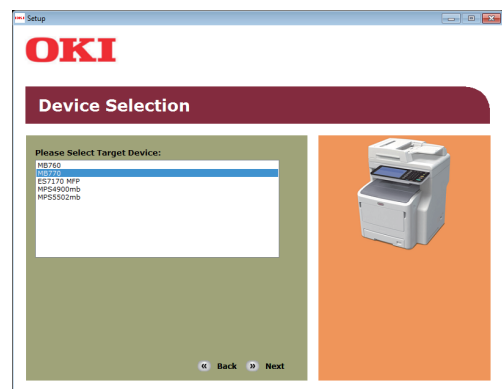 Setup
OKI
Device Selection
Please Select Target Device:
MB760
MB770
ES7170 MFP
MPS4900mb
MPS5502mb
« Back » Next